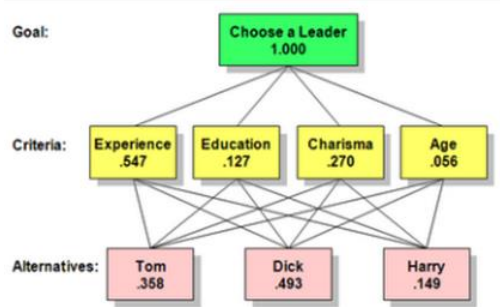 Goal:
Choose a Leader
1.000
Criteria:
Experience
.547
Education
.127
Charisma
.270
Age
.056
Alternatives:
Tom
.358
Dick
.493
Harry
.149